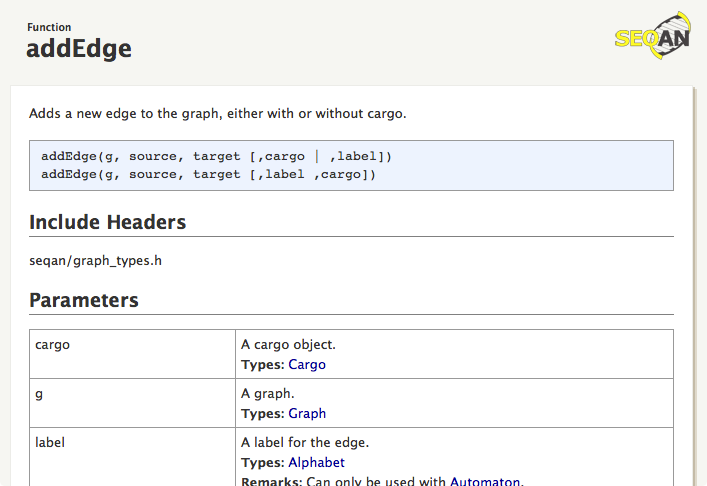 Function
addEdge
SEQAN
Adds a new edge to the graph, either with or without cargo.
addEdge(g, source, target [,cargo | ,label])
addEdge(g, source, target [,label ,cargo])
Include Headers
seqan/graph_types.h
Parameters
cargo
A cargo object.
Types: Cargo
g
A graph.
Types: Graph
label
A label for the edge.
Types: Alphabet
Remarks: Can only be used with Automaton.